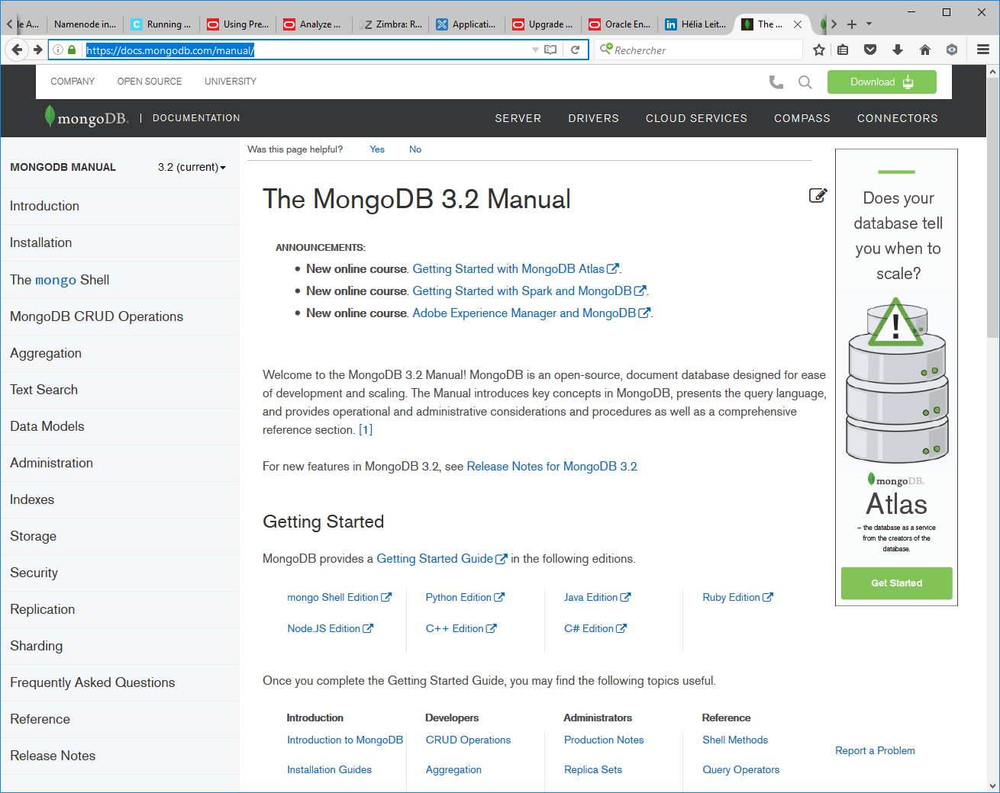 le A...
Namenode in...
Running ...
Using Pre...
Analyze ...
Zimbra: R...
Applicati...
Upgrade ...
Oracle En...
Hélia Leit...
The ...
https://docs.mongodb.com/manual/
Rechercher
COMPANY OPEN SOURCE UNIVERSITY
Download
mongoDB. | DOCUMENTATION
SERVER DRIVERS CLOUD SERVICES COMPASS CONNECTORS
MONGODB MANUAL 3.2 (current)
Introduction
Installation
The mongo Shell
MongoDB CRUD Operations
Aggregation
Text Search
Data Models
Administration
Indexes
Storage
Security
Replication
Sharding
Frequently Asked Questions
Reference
Release Notes
Was this page helpful? Yes No
The MongoDB 3.2 Manual
ANNOUNCEMENTS:
• New online course. Getting Started with MongoDB Atlas.
• New online course. Getting Started with Spark and MongoDB.
• New online course. Adobe Experience Manager and MongoDB.
Welcome to the MongoDB 3.2 Manual! MongoDB is an open-source, document database designed for ease
of development and scaling. The Manual introduces key concepts in MongoDB, presents the query language,
and provides operational and administrative considerations and procedures as well as a comprehensive
reference section. [1]
For new features in MongoDB 3.2, see Release Notes for MongoDB 3.2
Getting Started
MongoDB provides a Getting Started Guide in the following editions.
mongo Shell Edition Python Edition Java Edition Ruby Edition
Node.JS Edition C++ Edition C# Edition
Once you complete the Getting Started Guide, you may find the following topics useful.
Introduction Developers Administrators Reference
Introduction to MongoDB CRUD Operations Production Notes Shell Methods
Installation Guides Aggregation Replica Sets Query Operators
Does your
database tell
you when to
scale?
!
mongoDB.
Atlas
– the database as a service
from the creators of the
database.
Get Started
Report a Problem